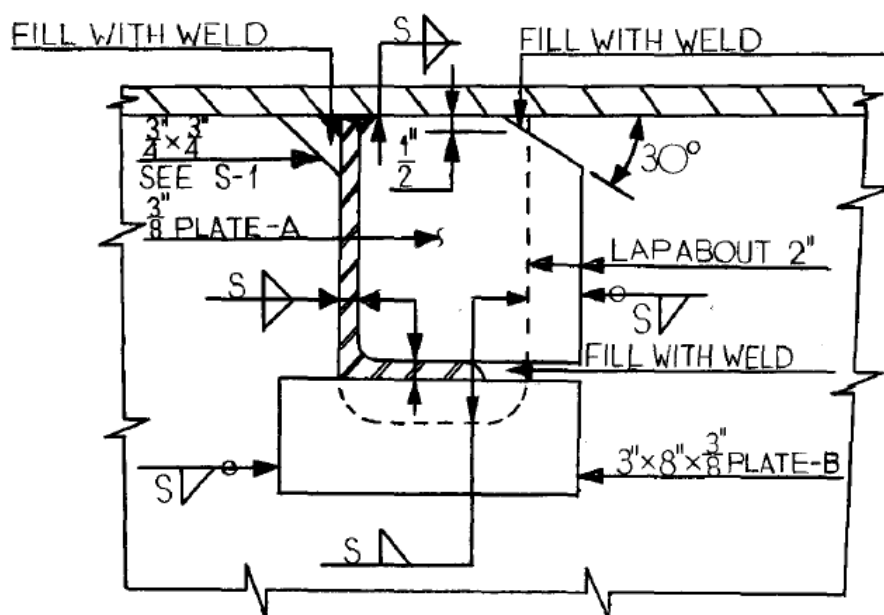 S
FILL WITH WELD
FILL WITH WELD
3/4" × 3/4"
SEE S-1
1/2"
30°
3/8" PLATE-A
LAP ABOUT 2"
S
S
FILL WITH WELD
3" × 8" × 3/8" PLATE-B
S
S